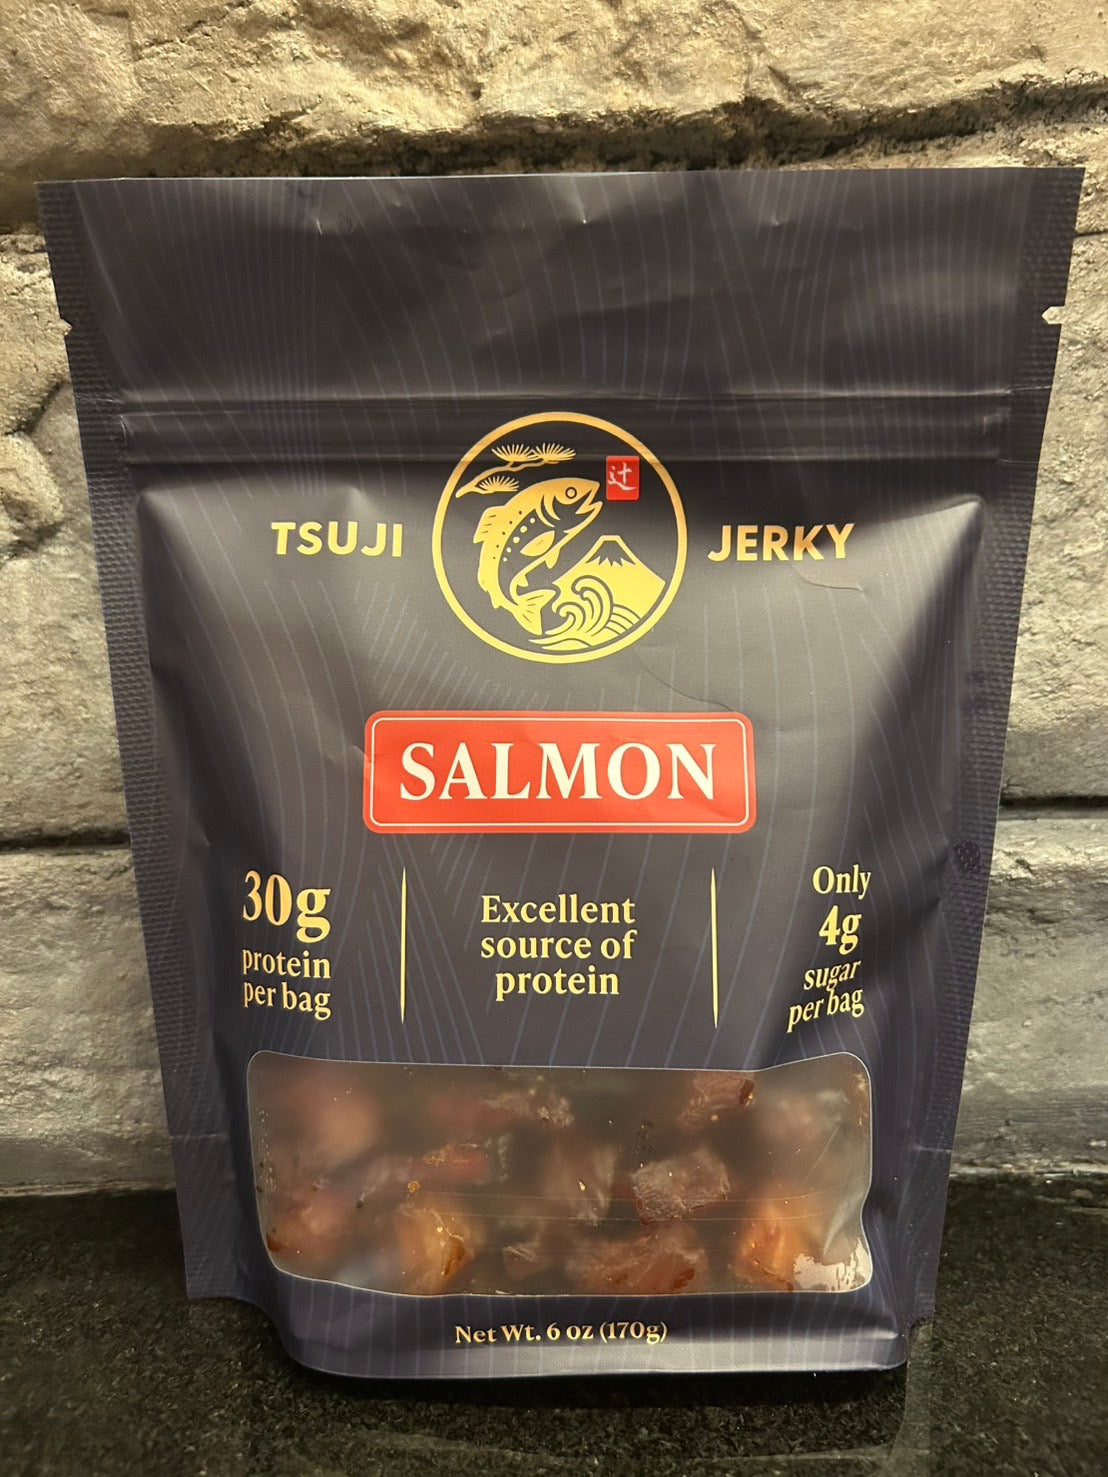 TSUJI
辻
JERKY
SALMON
30g
protein
per bag
Excellent
source of
protein
Only
4g
sugar
per bag
Net Wt. 6 oz (170g)